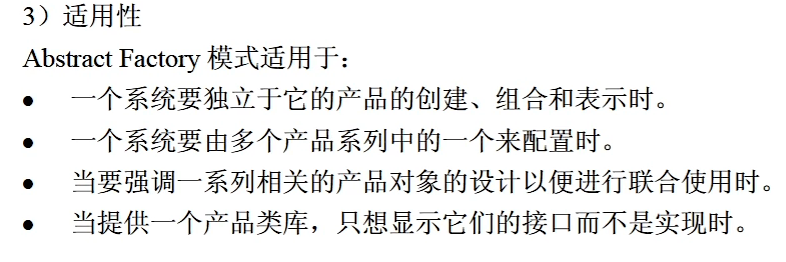 3）适用性
Abstract Factory 模式适用于：
● 一个系统要独立于它的产品的创建、组合和表示时。
● 一个系统要由多个产品系列中的一个来配置时。
● 当要强调一系列相关的产品对象的设计以便进行联合使用时。
● 当提供一个产品类库，只想显示它们的接口而不是实现时。